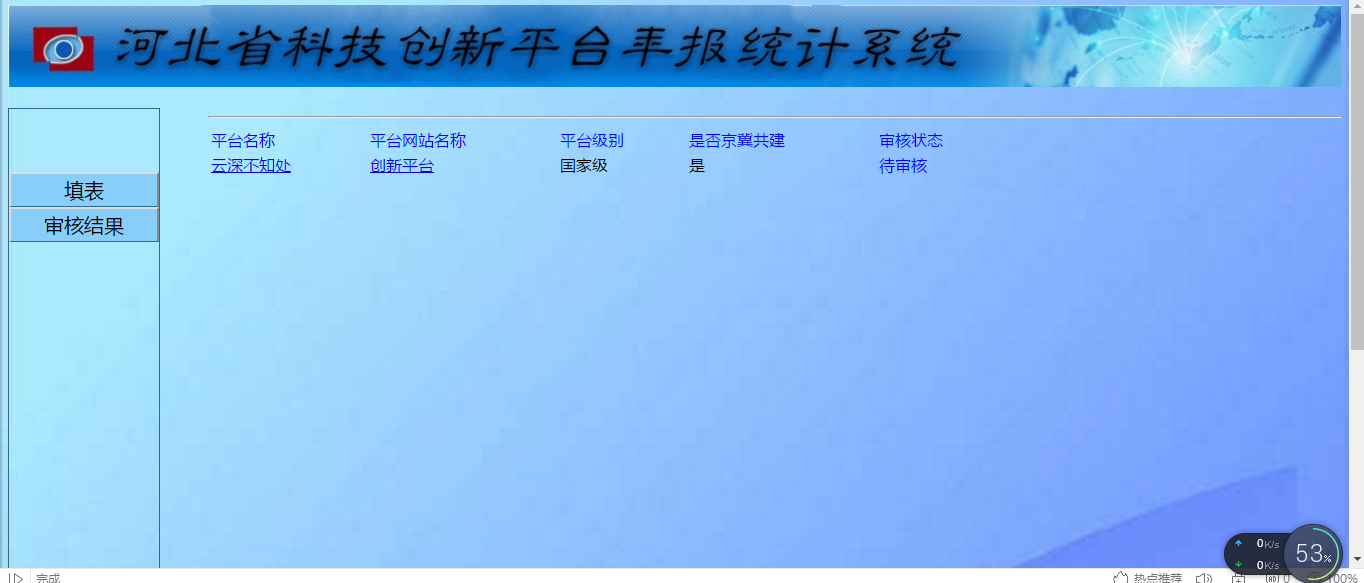 河北省科技创新平台年报统计系统
平台名称 平台网站名称 平台级别 是否京冀共建 审核状态
云深不知处 创新平台 国家级 是 待审核
填表
审核结果
0K/s
0K/s
53%
完成 热点推荐 0 100%